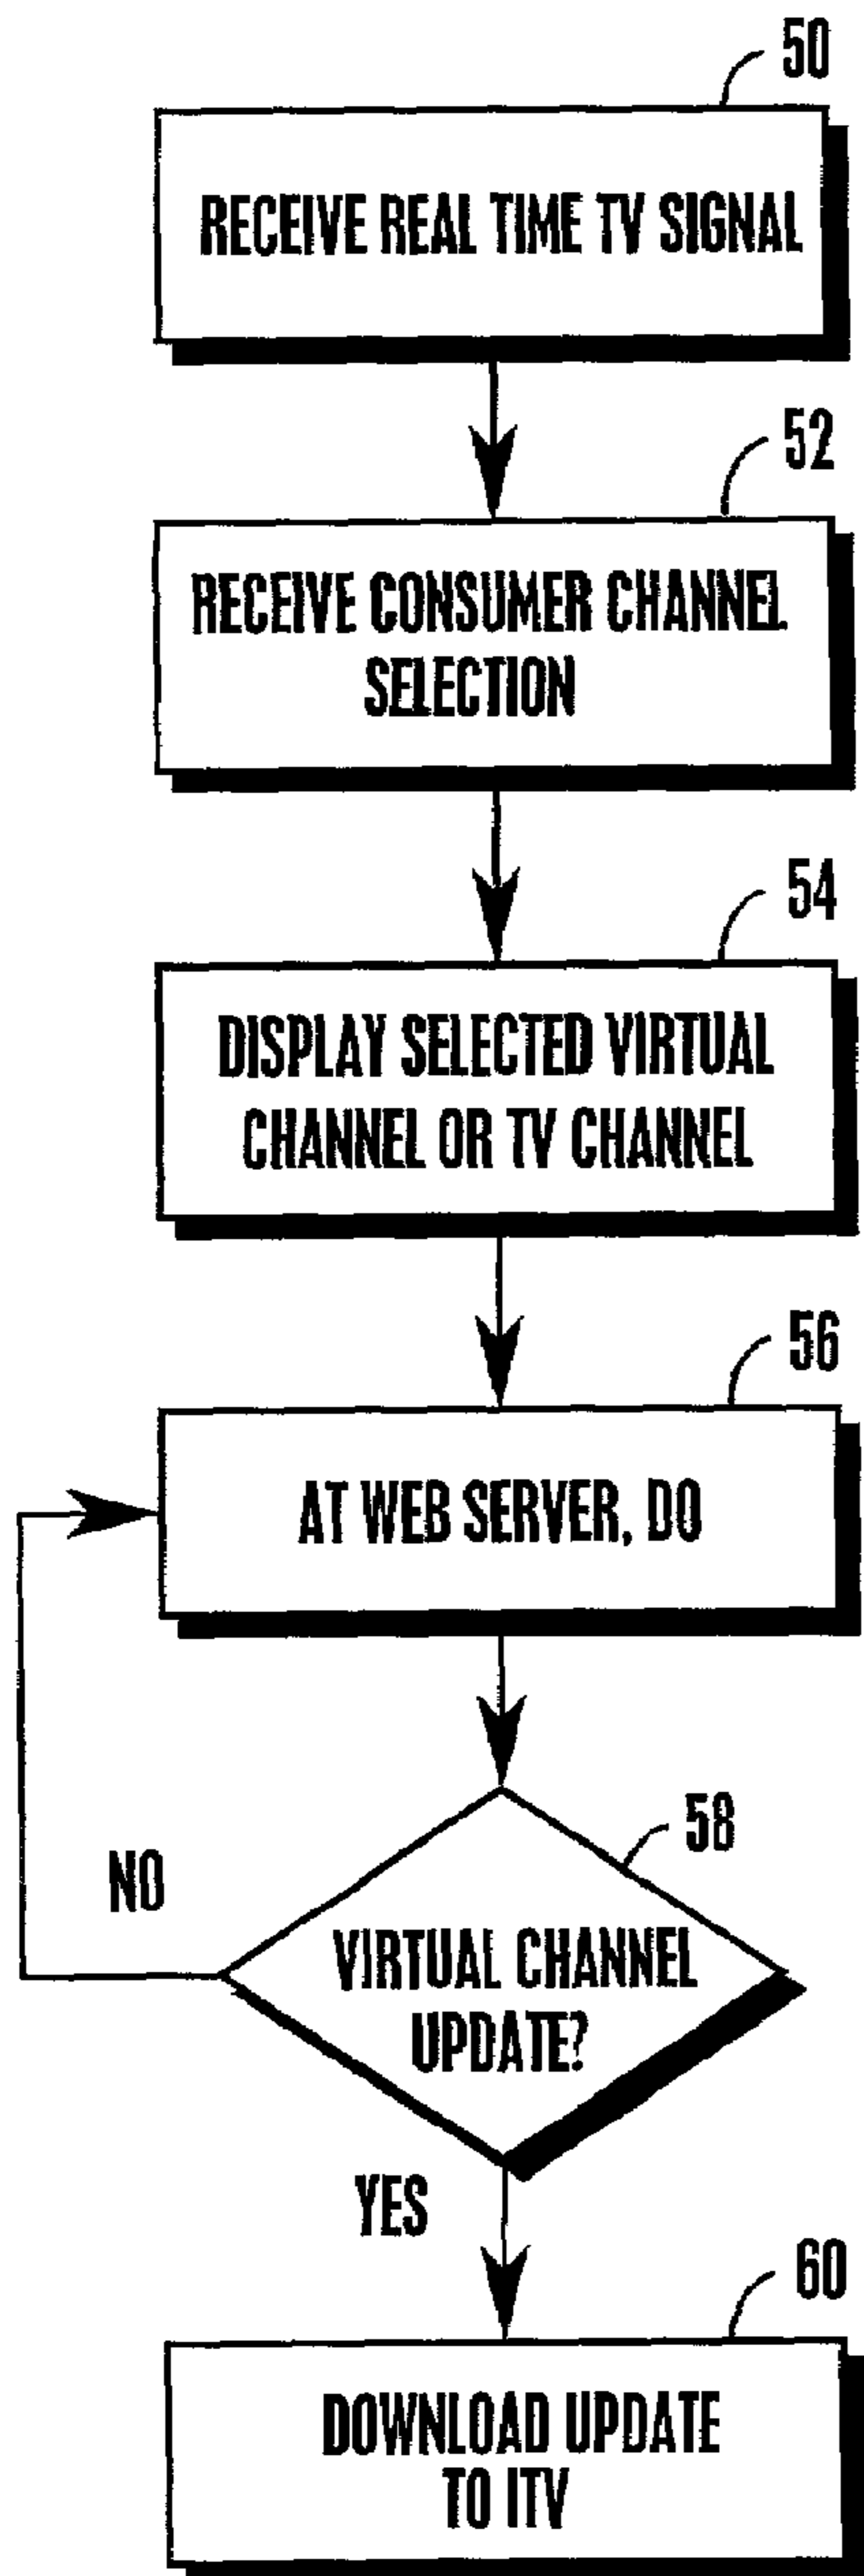 50
RECEIVE REAL TIME TV SIGNAL
52
RECEIVE CONSUMER CHANNEL
SELECTION
54
DISPLAY SELECTED VIRTUAL
CHANNEL OR TV CHANNEL
56
AT WEB SERVER, DO
58
NO
VIRTUAL CHANNEL
UPDATE?
YES
60
DOWNLOAD UPDATE
TO ITV